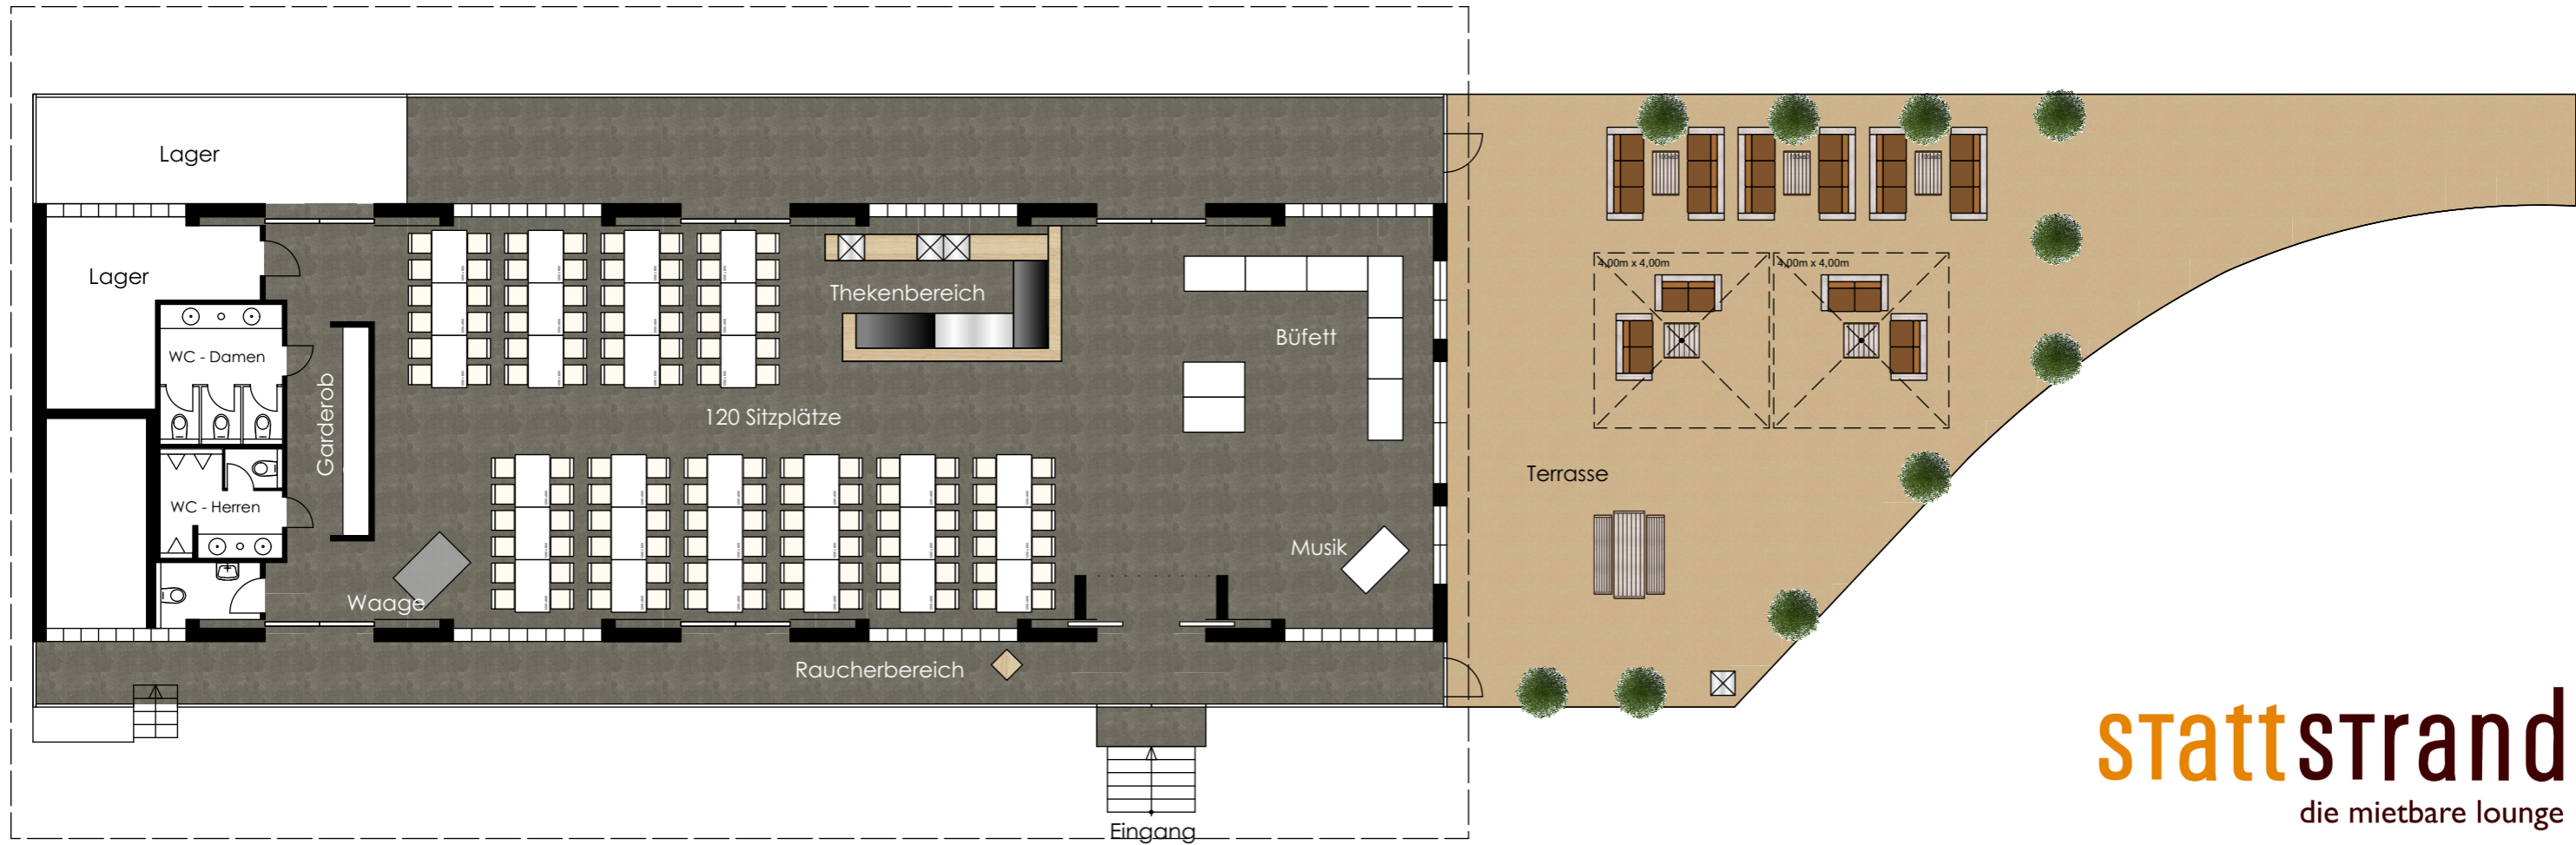 Lager
Lager
WC - Damen
Garderob
WC - Herren
Waage
120 Sitzplätze
Thekenbereich
Büfett
Musik
Raucherbereich
Eingang
4,00m x 4,00m
4,00m x 4,00m
Terrasse
stattstrand
die mietbare lounge